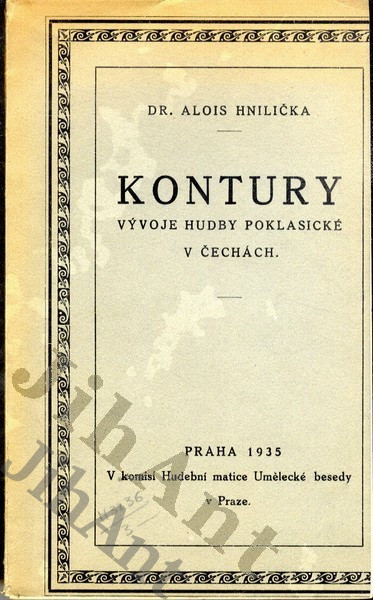 DR. ALOIS HNILIČKA
KONTURY
VÝVOJE HUDBY POKLASICKÉ
V ČECHÁCH.
PRAHA 1935
V komisi Hudební matice Umělecké besedy
v Praze.
JihAnt
JihAnt